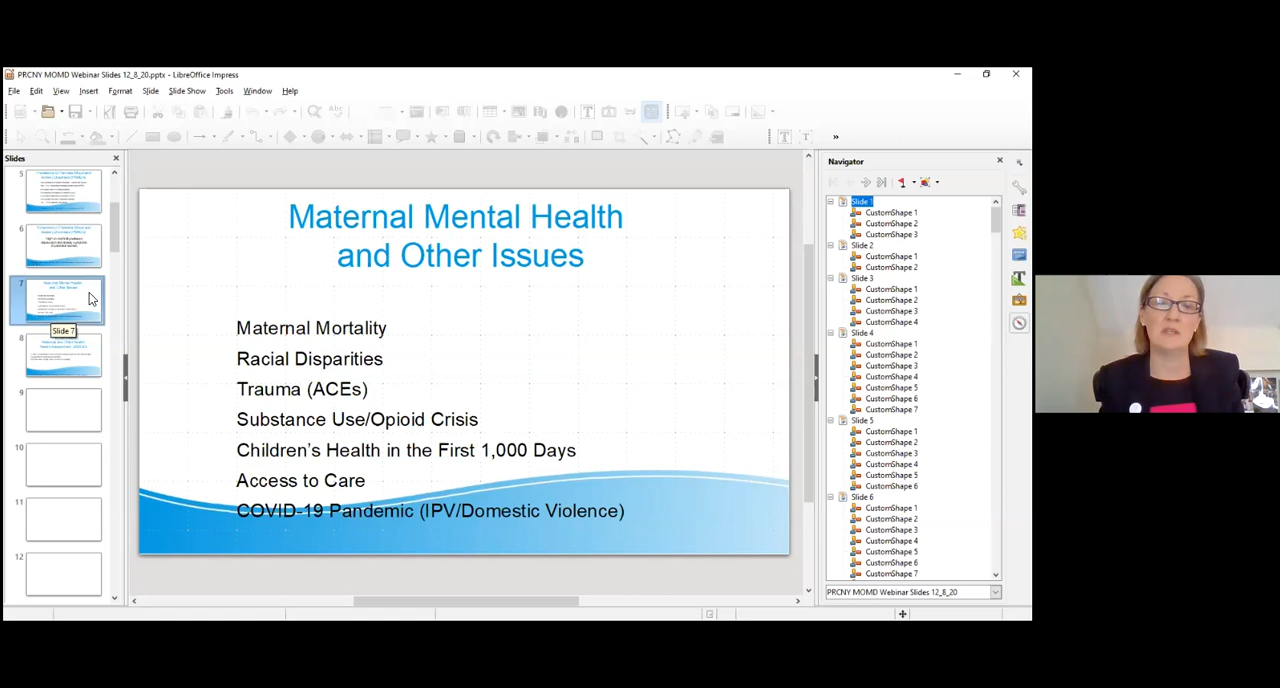 PRCNY MOMD Webinar Slides 12_8_20.pptx - LibreOffice Impress
File Edit View Insert Format Slide Slide Show Tools Window Help
Slides
5
6
7
Maternal Mental Health
and Other Issues
Slide 7
8
9
10
11
12
Maternal Mental Health
and Other Issues
Maternal Mortality
Racial Disparities
Trauma (ACEs)
Substance Use/Opioid Crisis
Children's Health in the First 1,000 Days
Access to Care
COVID-19 Pandemic (IPV/Domestic Violence)
Navigator
Slide 1
CustomShape 1
CustomShape 2
CustomShape 3
Slide 2
CustomShape 1
CustomShape 2
Slide 3
CustomShape 1
CustomShape 2
CustomShape 3
CustomShape 4
Slide 4
CustomShape 1
CustomShape 2
CustomShape 3
CustomShape 4
CustomShape 5
CustomShape 6
CustomShape 7
Slide 5
CustomShape 1
CustomShape 2
CustomShape 3
CustomShape 4
CustomShape 5
CustomShape 6
Slide 6
CustomShape 1
CustomShape 2
CustomShape 3
CustomShape 4
CustomShape 5
CustomShape 6
CustomShape 7
PRCNY MOMD Webinar Slides 12_8_20